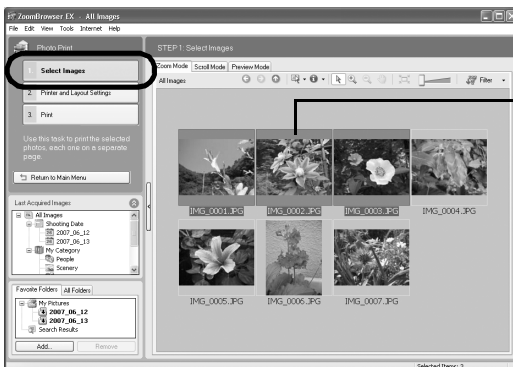 ZoomBrowser EX - All Images
File Edit View Tools Internet Help
Photo Print
1. Select Images
2. Printer and Layout Settings
3. Print
Use this task to print the selected
photos, each one on a separate
page.
Return to Main Menu
Last Acquired Images
All Images
Shooting Date
2007_06_12
2007_06_13
My Category
People
Scenery
Favorite Folders All Folders
My Pictures
2007_06_12
2007_06_13
Search Results
Add... Remove
STEP 1: Select Images
Zoom Mode Scroll Mode Preview Mode
All Images
Filter
IMG_0001.JPG IMG_0002.JPG IMG_0003.JPG IMG_0004.JPG
IMG_0005.JPG IMG_0006.JPG IMG_0007.JPG
Selected Items: 3